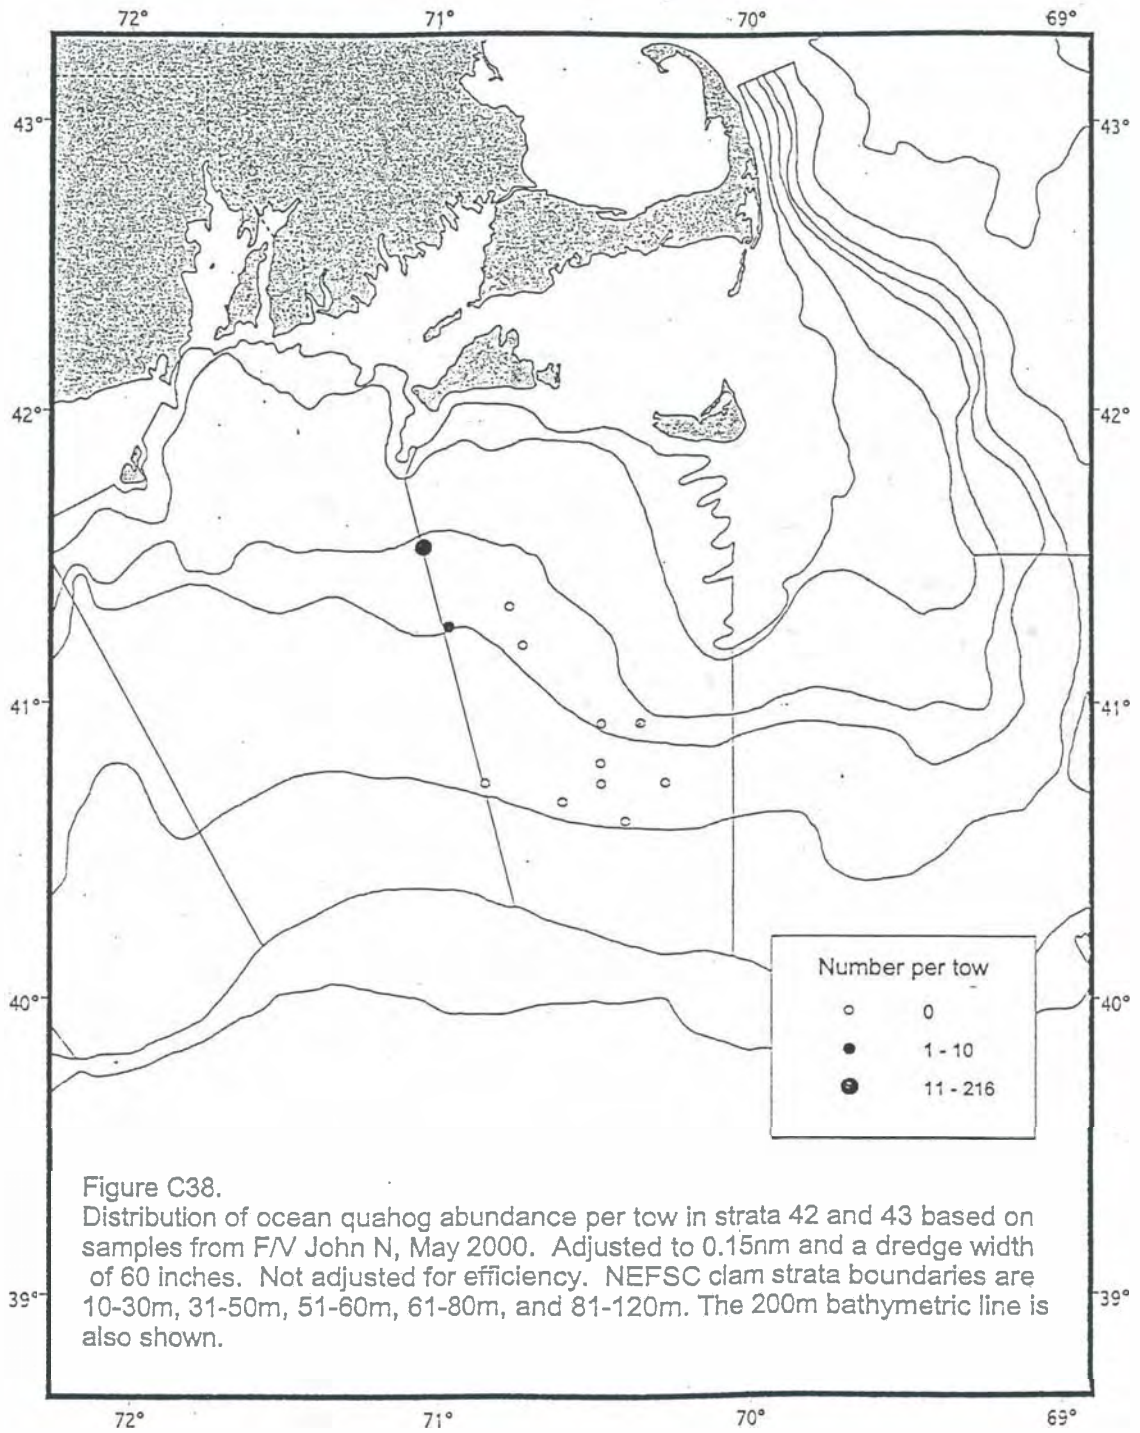 72° 71° 70° 69°
43° 43°
42° 42°
41° 41°
40° 40°
39° 39°
Number per tow
0
1 - 10
11 - 216
Figure C38.
Distribution of ocean quahog abundance per tow in strata 42 and 43 based on
samples from F/V John N, May 2000. Adjusted to 0.15nm and a dredge width
of 60 inches. Not adjusted for efficiency. NEFSC clam strata boundaries are
10-30m, 31-50m, 51-60m, 61-80m, and 81-120m. The 200m bathymetric line is
also shown.
72° 71° 70° 69°